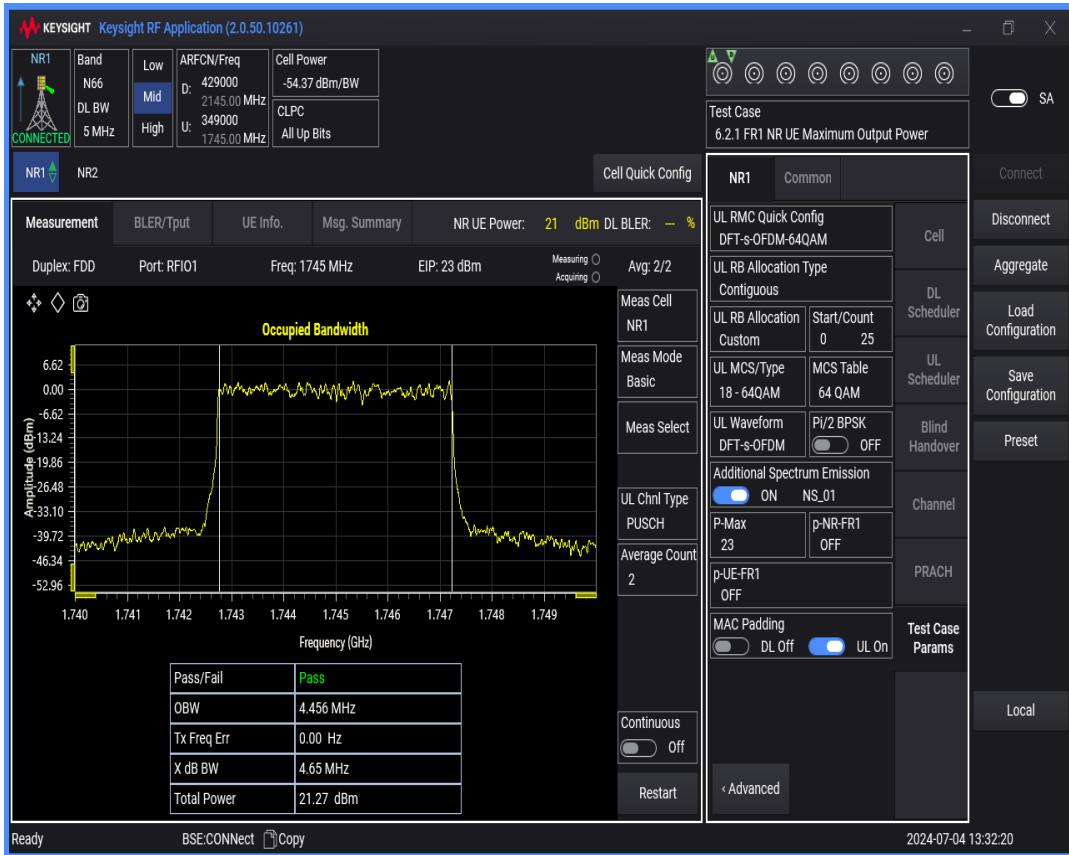 KEYSIGHT Keysight RF Application (2.0.50.10261)
NR1
CONNECTED
Band
N66
DL BW
5 MHz
Low
Mid
High
ARFCN/Freq
D: 429000
2145.00 MHz
U: 349000
1745.00 MHz
Cell Power
-54.37 dBm/BW
CLPC
All Up Bits
Test Case
6.2.1 FR1 NR UE Maximum Output Power
SA
NR1 NR2
Cell Quick Config
Measurement BLER/Tput UE Info. Msg. Summary NR UE Power: 21 dBm DL BLER: --- %
Duplex: FDD Port: RFIO1 Freq: 1745 MHz EIP: 23 dBm Measuring Avg: 2/2
Acquiring
Occupied Bandwidth
Amplitude (dBm)
6.62
0.00
-6.62
-13.24
-19.86
-26.48
-33.10
-39.72
-46.34
-52.96
1.740 1.741 1.742 1.743 1.744 1.745 1.746 1.747 1.748 1.749
Frequency (GHz)
Pass/Fail Pass
OBW 4.456 MHz
Tx Freq Err 0.00 Hz
X dB BW 4.65 MHz
Total Power 21.27 dBm
Meas Cell
NR1
Meas Mode
Basic
Meas Select
UL Chnl Type
PUSCH
Average Count
2
Continuous
Off
Restart
NR1 Common
UL RMC Quick Config
DFT-s-OFDM-64QAM
UL RB Allocation Type
Contiguous
UL RB Allocation
Custom
Start/Count
0 25
UL MCS/Type
18 - 64QAM
MCS Table
64 QAM
UL Waveform
DFT-s-OFDM
Pi/2 BPSK
OFF
Additional Spectrum Emission
ON NS_01
P-Max
23
p-NR-FR1
OFF
p-UE-FR1
OFF
MAC Padding
DL Off UL On
‹ Advanced
Cell
DL
Scheduler
UL
Scheduler
Blind
Handover
Channel
PRACH
Test Case
Params
Connect
Disconnect
Aggregate
Load
Configuration
Save
Configuration
Preset
Local
Ready BSE:CONNect Copy 2024-07-04 13:32:20